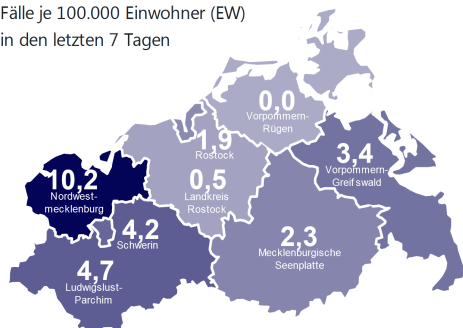 Fälle je 100.000 Einwohner (EW)
in den letzten 7 Tagen
0,0
Vorpommern-
Rügen
1,9
Rostock
3,4
Vorpommern-
Greifswald
10,2
Nordwest-
mecklenburg
0,5
Landkreis
Rostock
4,2
Schwerin
2,3
Mecklenburgische
Seenplatte
4,7
Ludwigslust-
Parchim